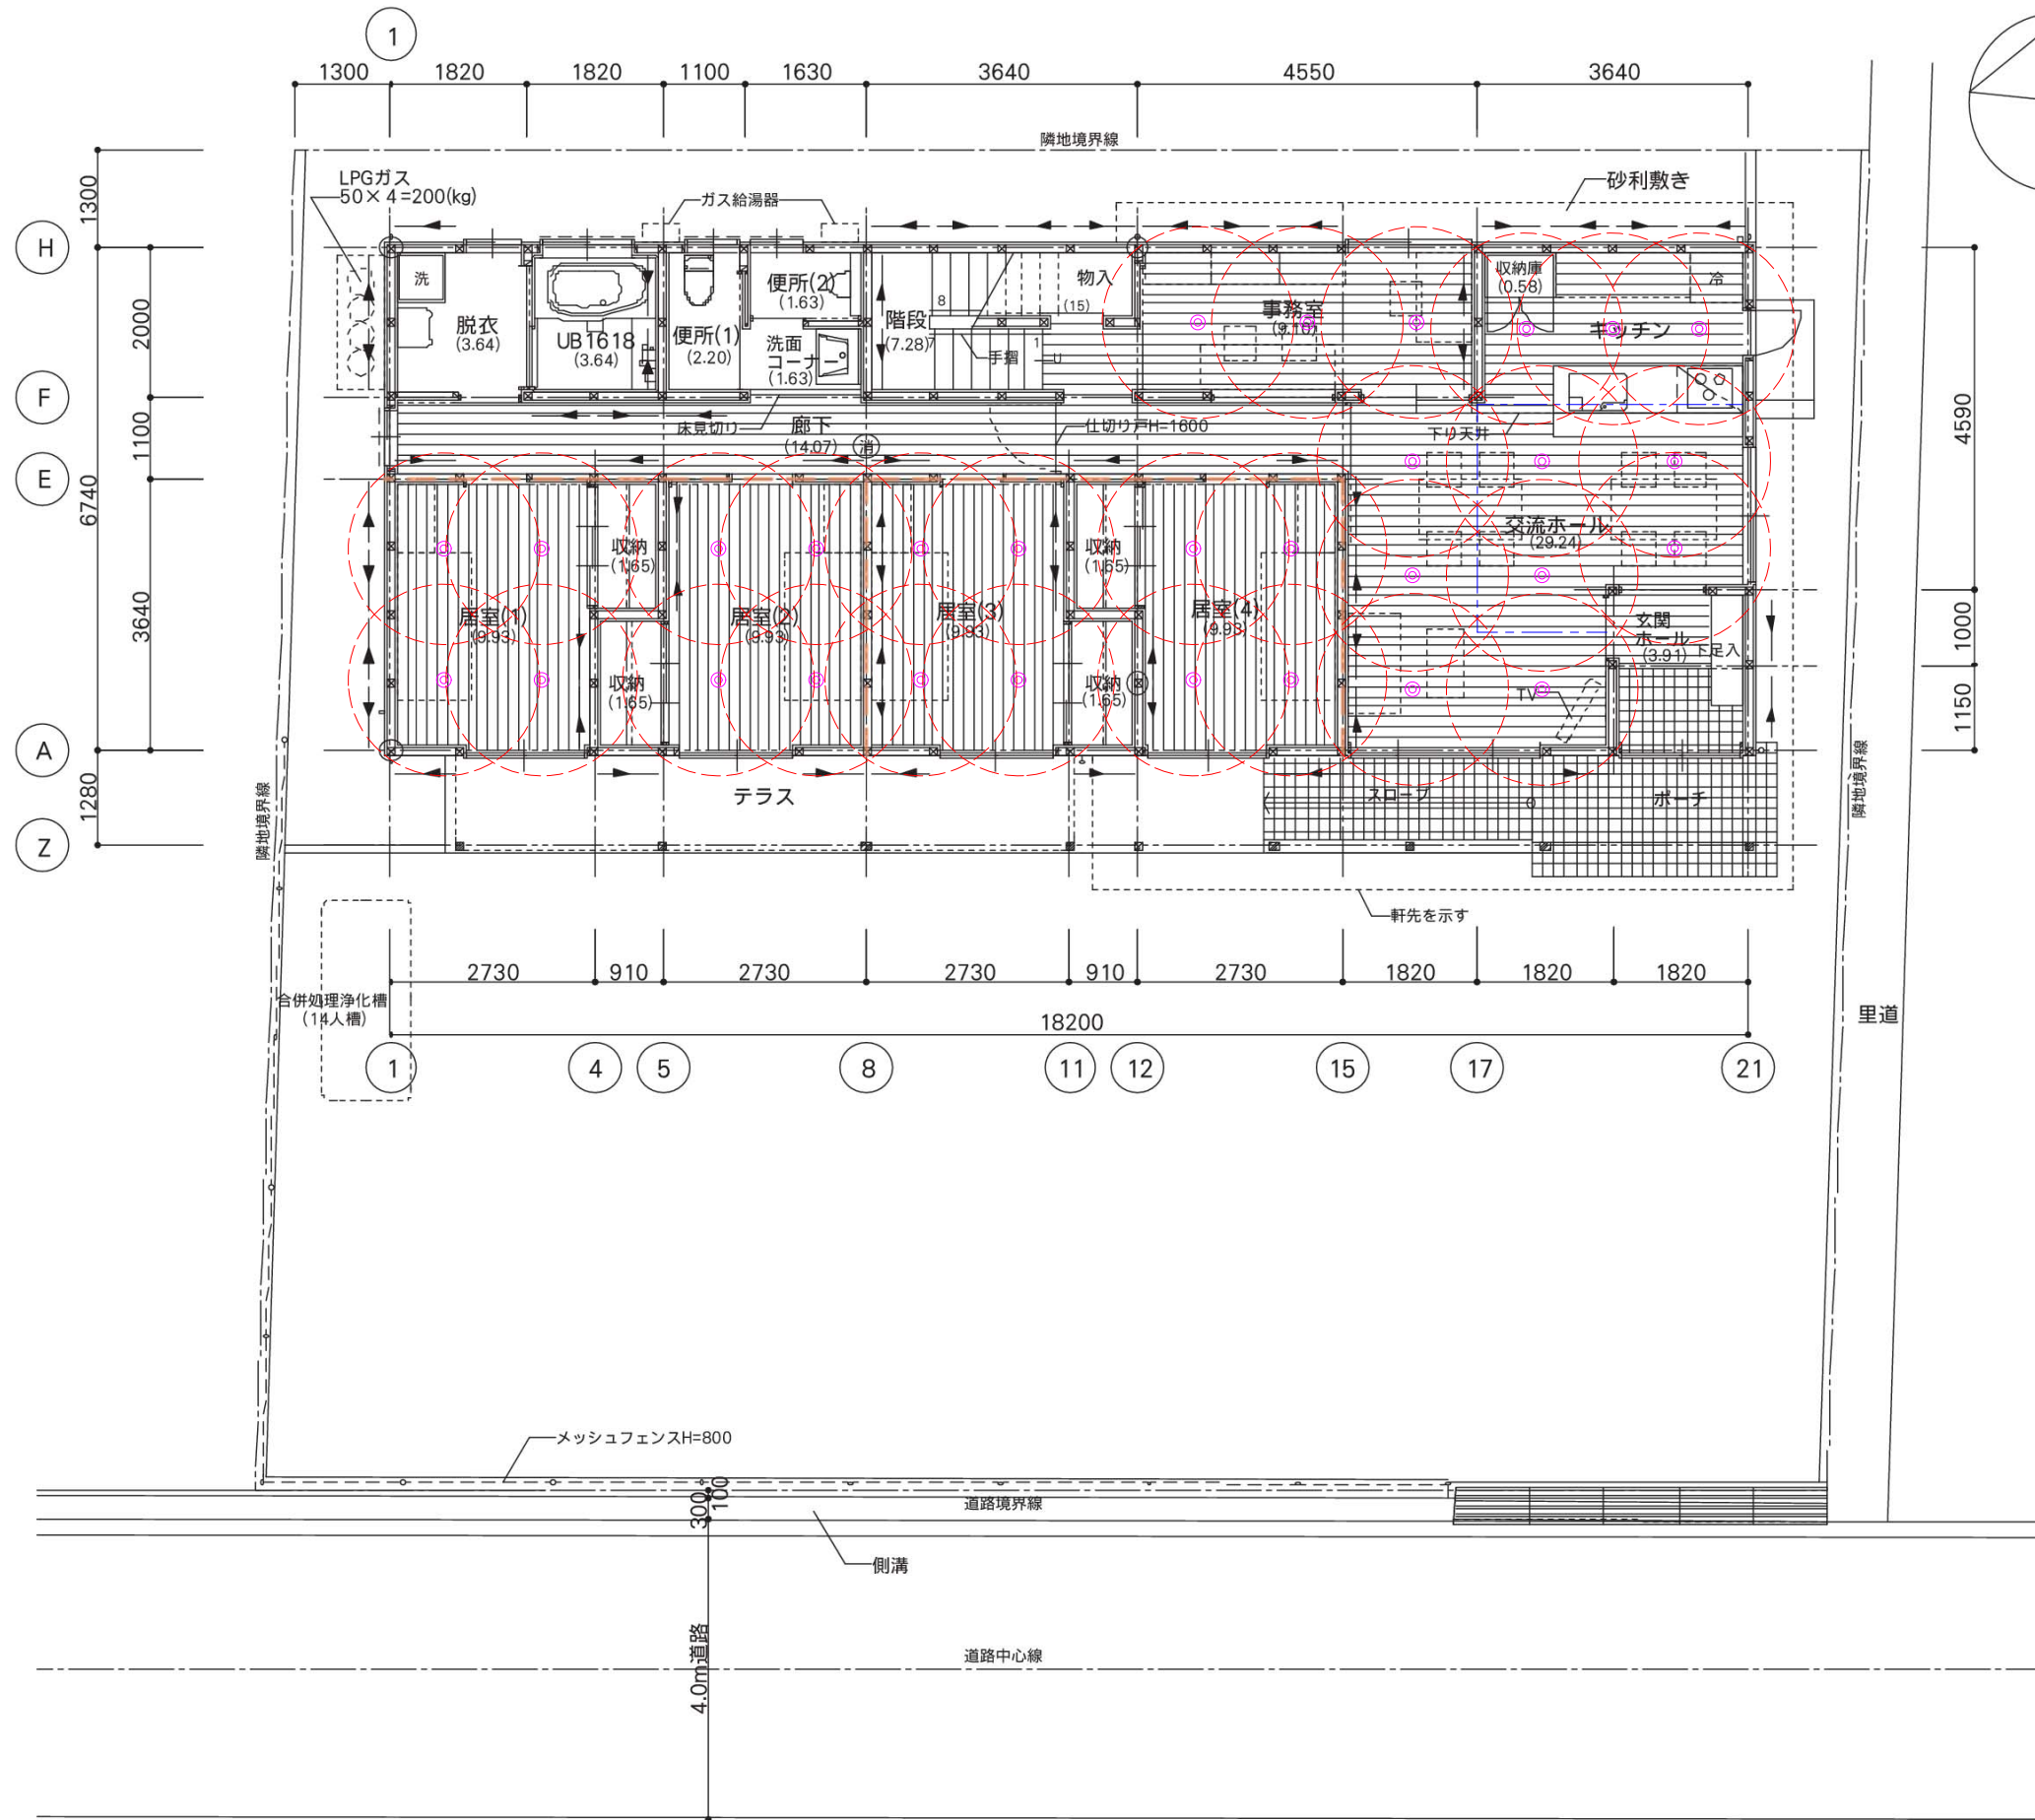 1
1300
1820
1820
1100
1630
3640
4550
3640
隣地境界線
LPGガス
50×4=200(kg)
ガス給湯器
砂利敷き
1300
H
2000
F
1100
E
6740
3640
A
1280
Z
洗
脱衣
(3.64)
UB1618
(3.64)
便所(1)
(2.20)
便所(2)
(1.63)
洗面
コーナー
(1.63)
階段
(7.28)
8
7
手摺
1
U
物入
(15)
事務室
(9.10)
収納庫
(0.58)
冷
キッチン
4590
床見切り
廊下
(14.07)
消
仕切り戸H=1600
下り天井
収納
(1.65)
収納
(1.65)
交流ホール
(29.24)
居室(1)
(9.93)
居室(2)
(9.93)
居室(3)
(9.93)
居室(4)
(9.93)
玄関
ホール
(3.91)
下足入
1000
収納
(1.65)
収納
(1.65)
TV
1150
テラス
スロープ
ポーチ
隣地境界線
隣地境界線
軒先を示す
2730
910
2730
2730
910
2730
1820
1820
1820
合併処理浄化槽
(14人槽)
18200
里道
1
4
5
8
11
12
15
17
21
メッシュフェンスH=800
300
100
道路境界線
側溝
4.0m道路
道路中心線